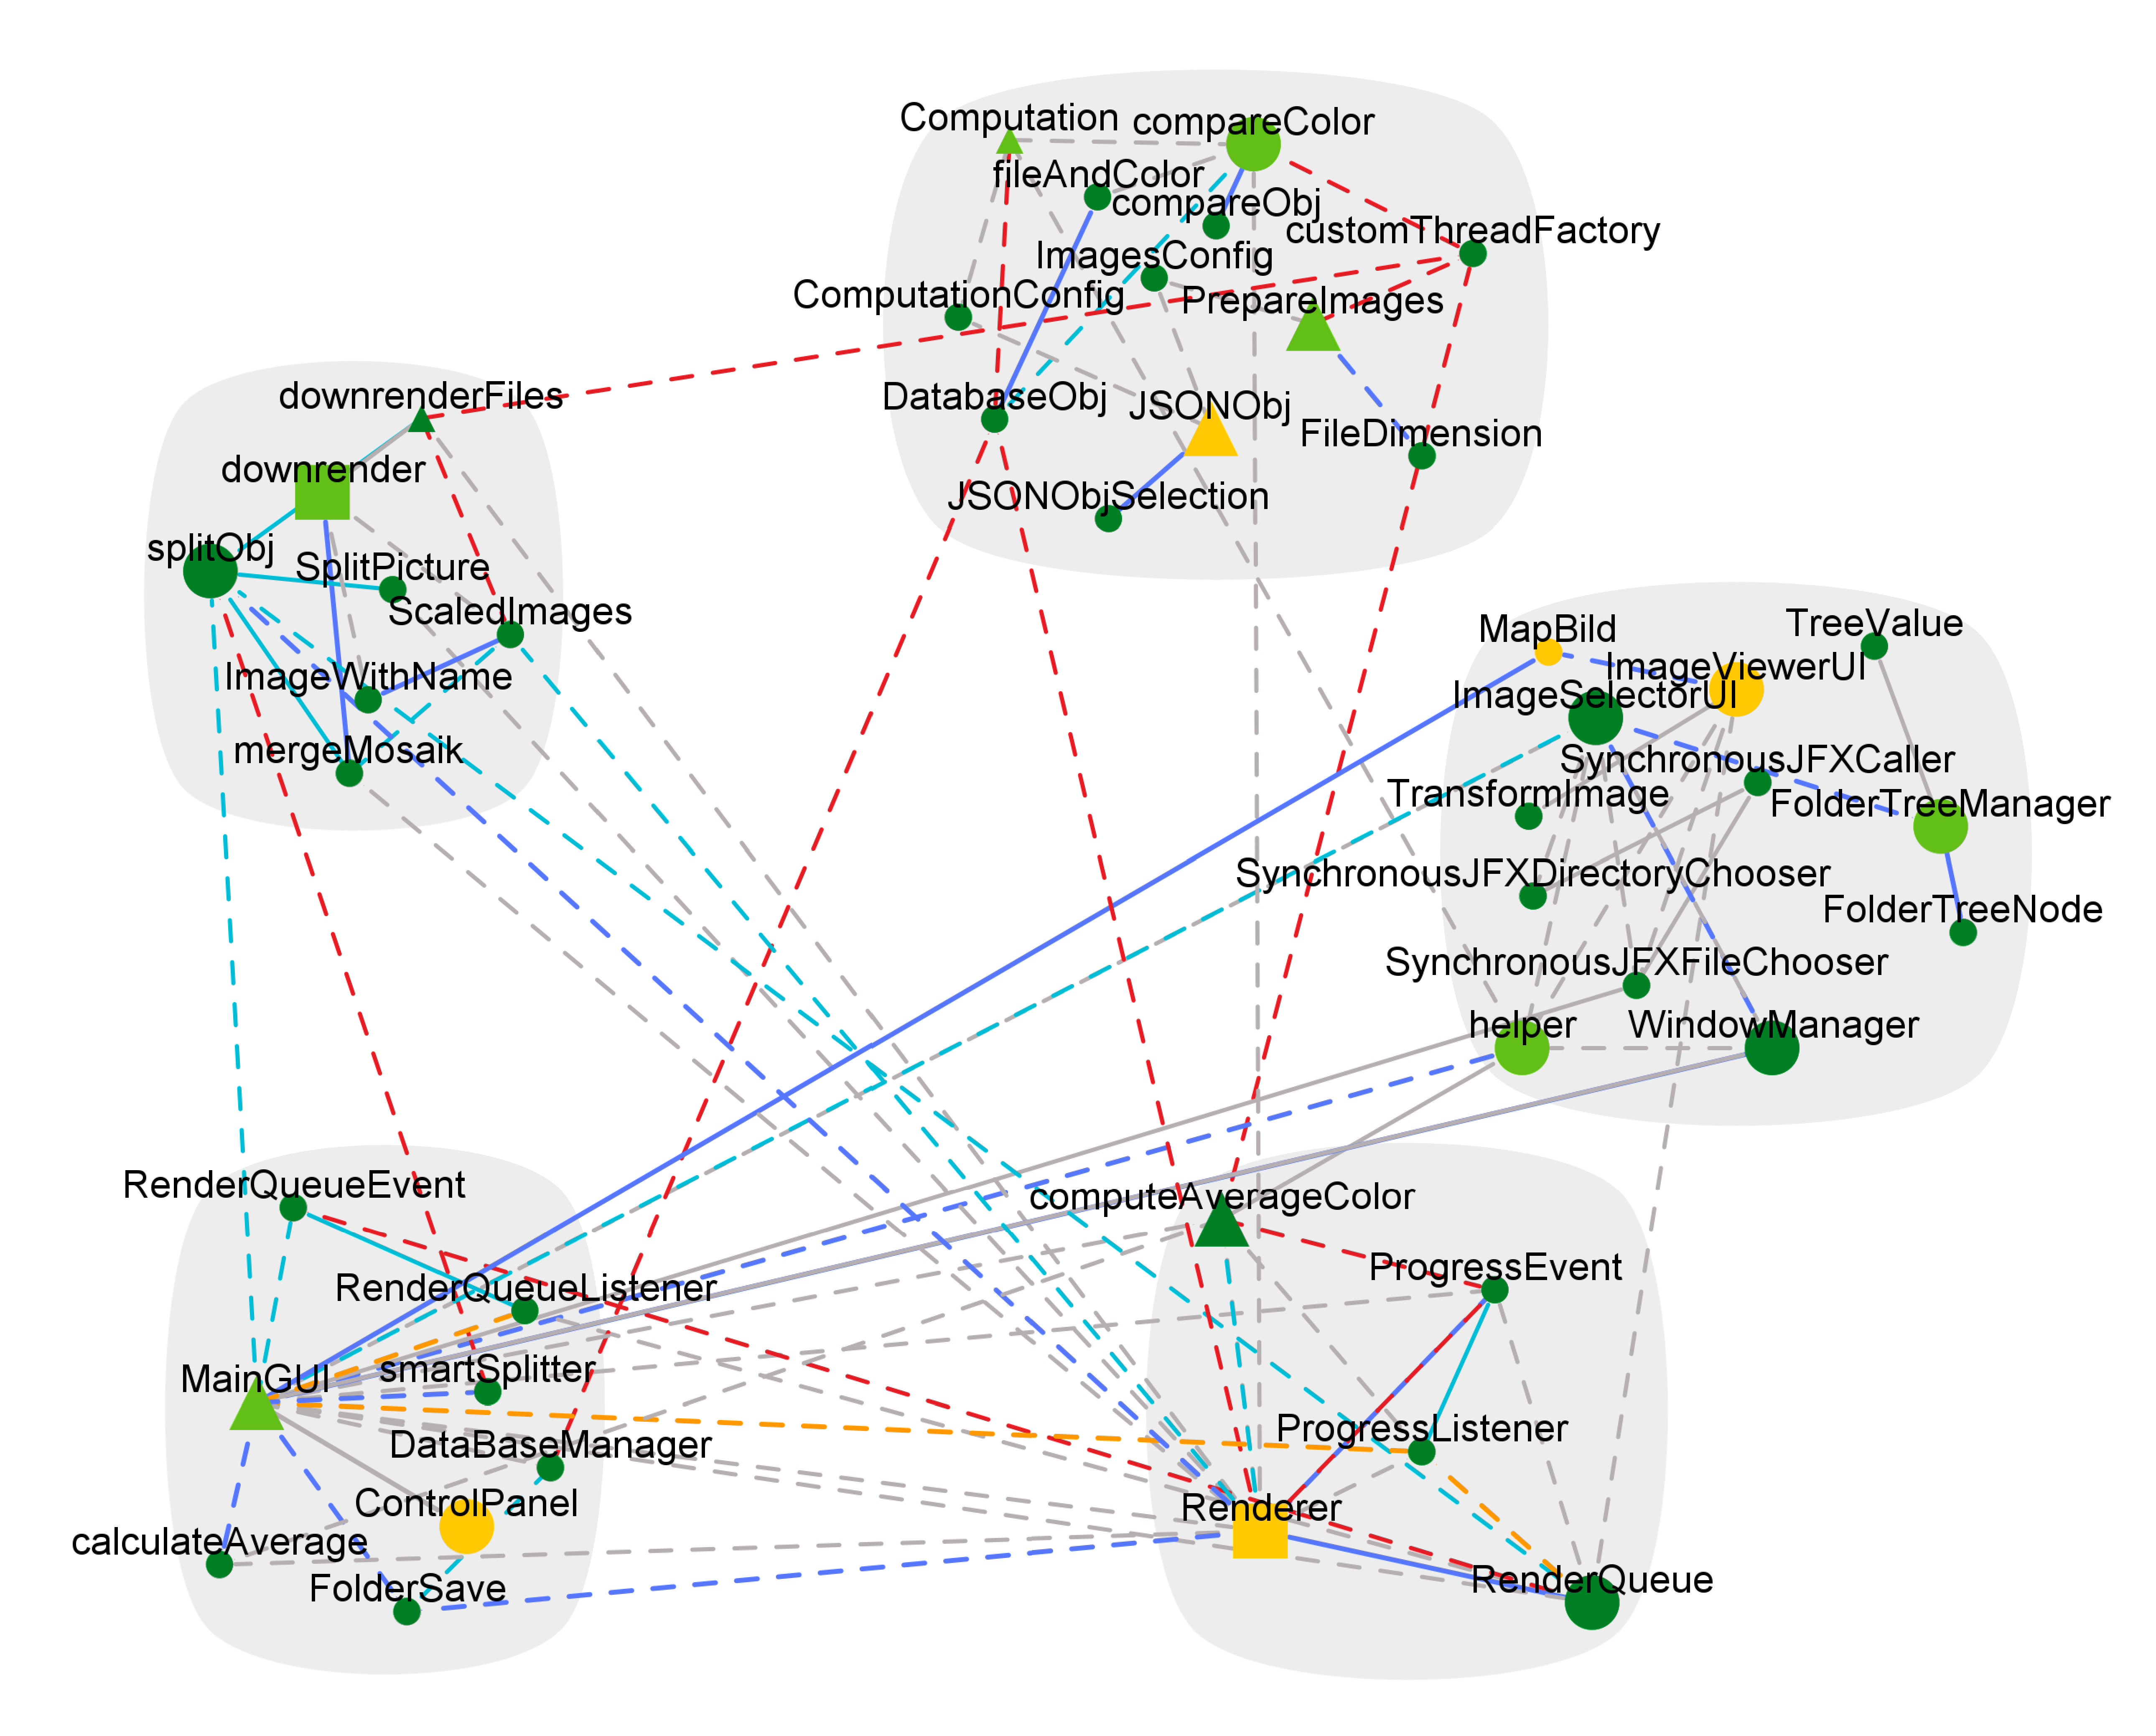 Computation
compareColor
fileAndColor
compareObj
customThreadFactory
ImagesConfig
ComputationConfig
PrepareImages
DatabaseObj
JSONObj
FileDimension
JSONObjSelection
downrenderFiles
downrender
splitObj
SplitPicture
ScaledImages
ImageWithName
mergeMosaik
MapBild
TreeValue
ImageViewerUI
ImageSelectorUI
SynchronousJFXCaller
TransformImage
FolderTreeManager
SynchronousJFXDirectoryChooser
FolderTreeNode
SynchronousJFXFileChooser
helper
WindowManager
RenderQueueEvent
RenderQueueListener
MainGUI
smartSplitter
DataBaseManager
ControlPanel
calculateAverage
FolderSave
computeAverageColor
ProgressEvent
ProgressListener
Renderer
RenderQueue